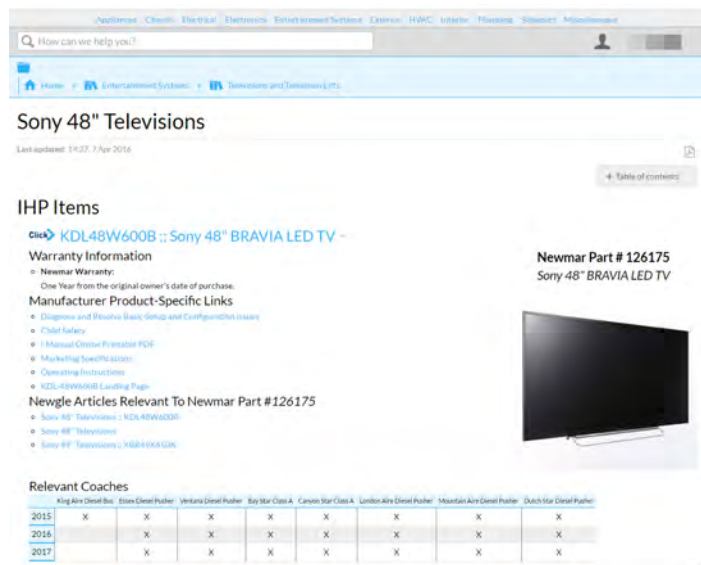 Appliances Chassis Electrical Electronics Entertainment Systems Exterior HVAC Interior Plumbing Slideouts Miscellaneous
How can we help you?
Home Entertainment Systems Televisions and Television Lifts
Sony 48" Televisions
Last updated: 14:27, 7 Apr 2016
+ Table of contents
IHP Items
Click KDL48W600B :: Sony 48" BRAVIA LED TV –
Warranty Information
Newmar Part # 126175
Newmar Warranty:
Sony 48" BRAVIA LED TV
One Year from the original owner's date of purchase.
Manufacturer Product-Specific Links
Diagnose and Resolve Basic Setup and Configuration Issues
Child Safety
I-Manual Online Printable PDF
Marketing Specifications
Operating Instructions
KDL-48W600B Landing Page
Newgle Articles Relevant To Newmar Part #126175
Sony 48" Televisions :: KDL48W600B
Sony 48" Televisions
Sony 49" Televisions ::
Relevant Coaches
King Aire Diesel Bus Essex Diesel Pusher Ventana Diesel Pusher Bay Star Class A Canyon Star Class A London Aire Diesel Pusher Mountain Aire Diesel Pusher Dutch Star Diesel Pusher
2015 X X X X X X X X
2016 X X X X X X X
2017 X X X X X X X